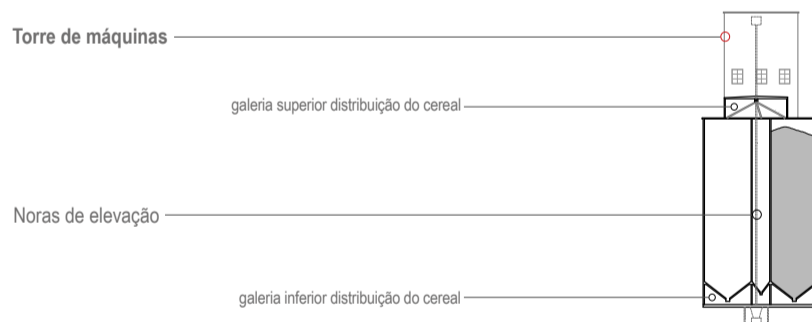 Torre de máquinas
galeria superior distribuição do cereal
Noras de elevação
galeria inferior distribuição do cereal